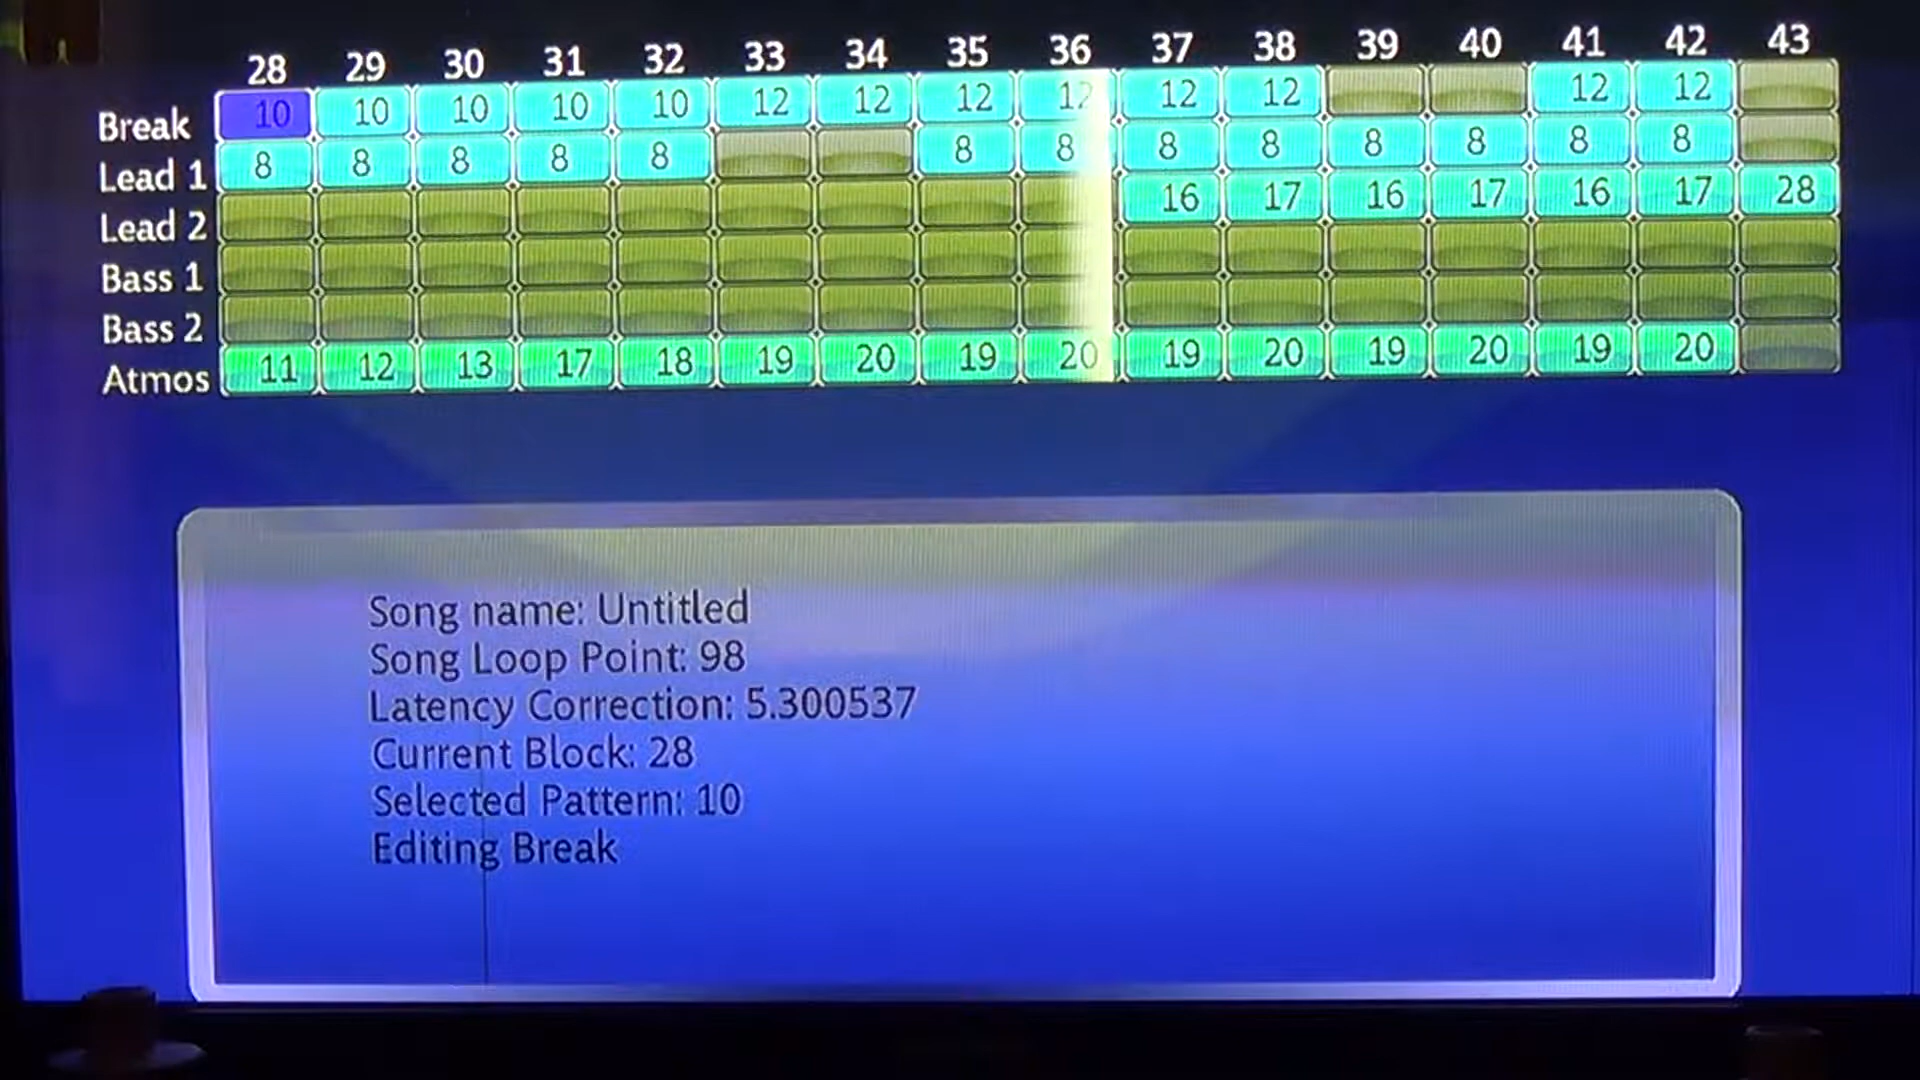 28 29 30 31 32 33 34 35 36 37 38 39 40 41 42 43
Break 10 10 10 10 10 12 12 12 12 12 12 12 12
Lead 1 8 8 8 8 8 8 8 8 8 8 8 8 8
Lead 2 16 17 16 17 16 17 28
Bass 1
Bass 2
Atmos 11 12 13 17 18 19 20 19 20 19 20 19 20 19 20
Song name: Untitled
Song Loop Point: 98
Latency Correction: 5.300537
Current Block: 28
Selected Pattern: 10
Editing Break